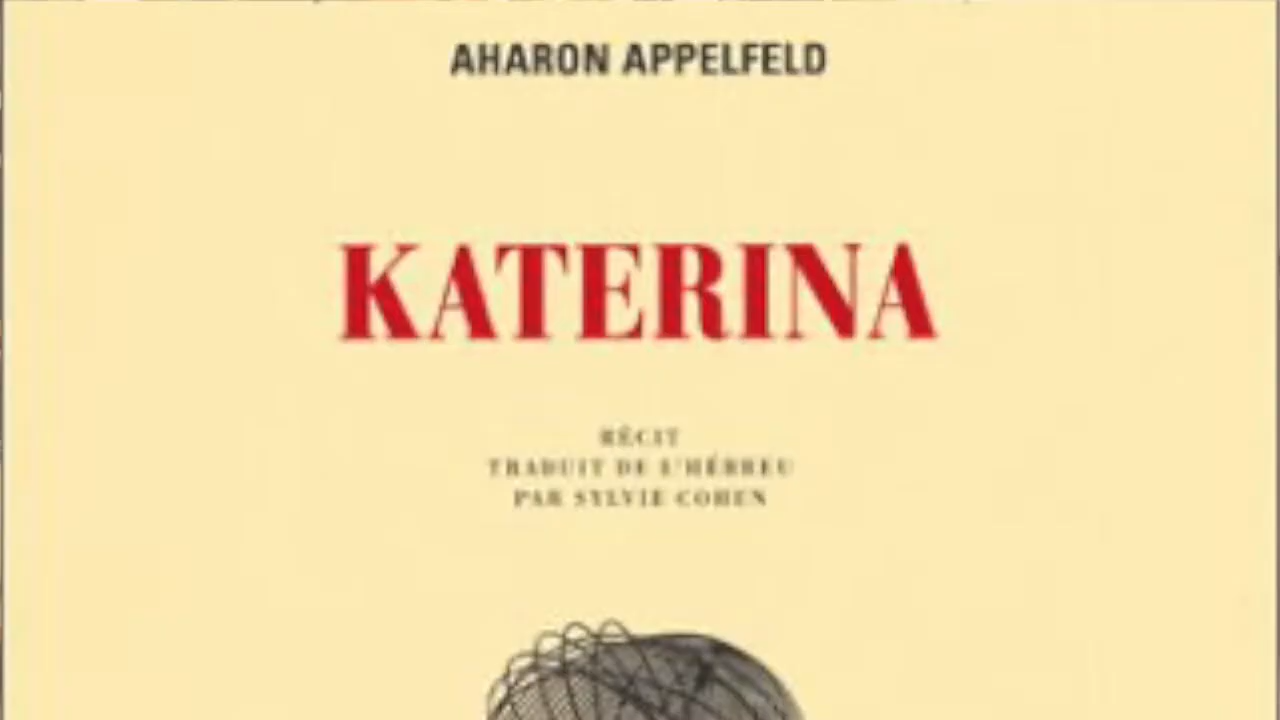 AHARON APPELFELD
KATERINA
RÉCIT
TRADUIT DE L'HÉBREU
PAR SYLVIE COHEN